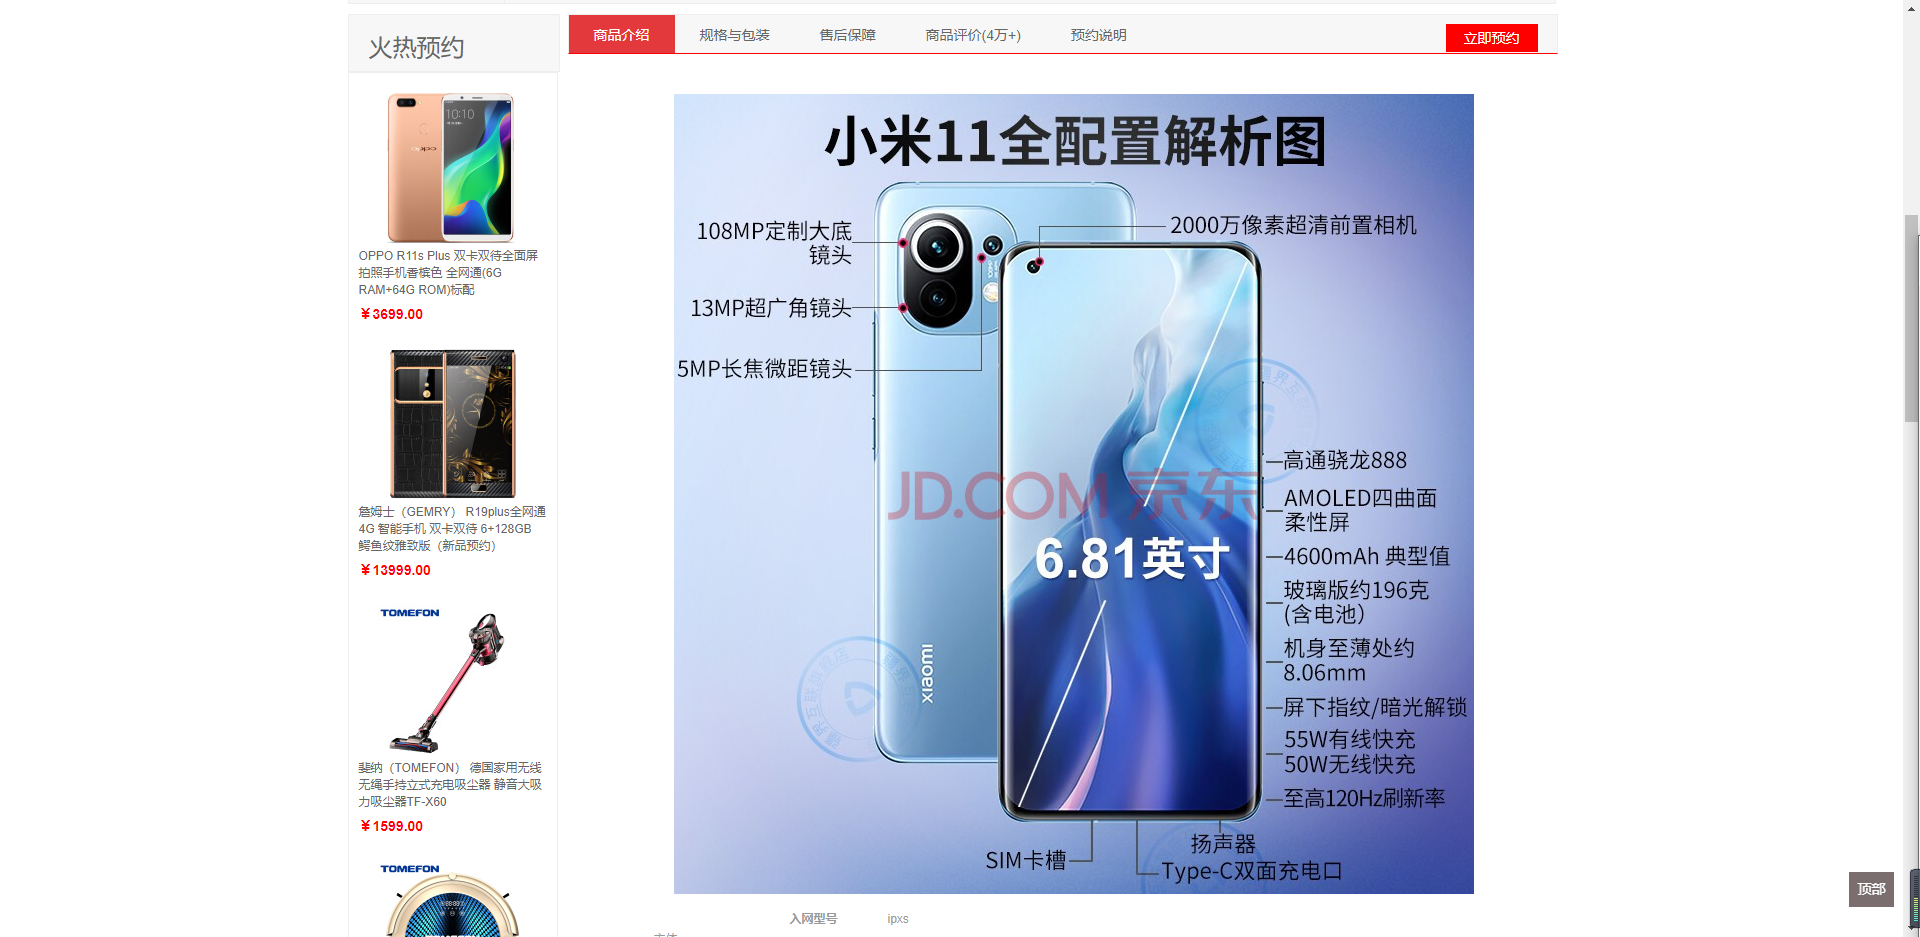 商品介绍
规格与包装
售后保障
商品评价(4万+)
预约说明
立即预约
火热预约
10:10
oppo
OPPO R11s Plus 双卡双待全面屏
拍照手机香槟色 全网通(6G
RAM+64G ROM)标配
￥3699.00
詹姆士（GEMRY） R19plus全网通
4G 智能手机 双卡双待 6+128GB
鳄鱼纹雅致版（新品预约）
￥13999.00
TOMEFON
斐纳（TOMEFON） 德国家用无线
无绳手持立式充电吸尘器 静音大吸
力吸尘器TF-X60
￥1599.00
TOMEFON
小米11全配置解析图
108MP定制大底
镜头
2000万像素超清前置相机
13MP超广角镜头
5MP长焦微距镜头
高通骁龙888
AMOLED四曲面
柔性屏
JD.COM 京东
6.81英寸
4600mAh 典型值
玻璃版约196克
(含电池）
机身至薄处约
8.06mm
xiaomi
屏下指纹/暗光解锁
55W有线快充
50W无线快充
至高120Hz刷新率
扬声器
SIM卡槽
Type-C双面充电口
顶部
入网型号
ipxs